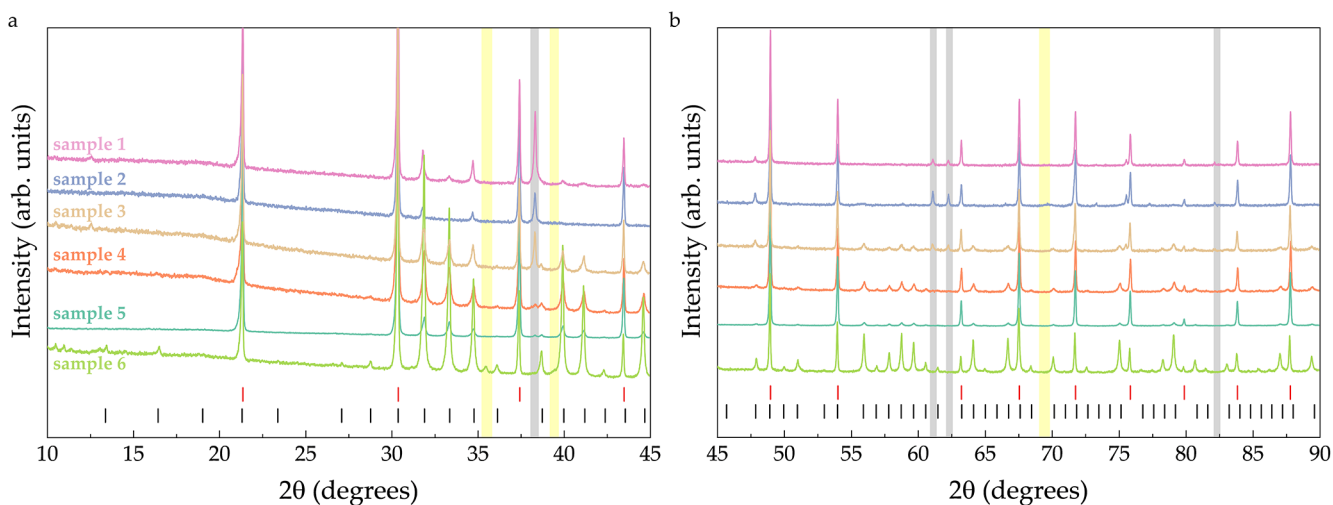 a
Intensity (arb. units)
sample 1
sample 2
sample 3
sample 4
sample 5
sample 6
10 15 20 25 30 35 40 45
2θ (degrees)
b
Intensity (arb. units)
45 50 55 60 65 70 75 80 85 90
2θ (degrees)